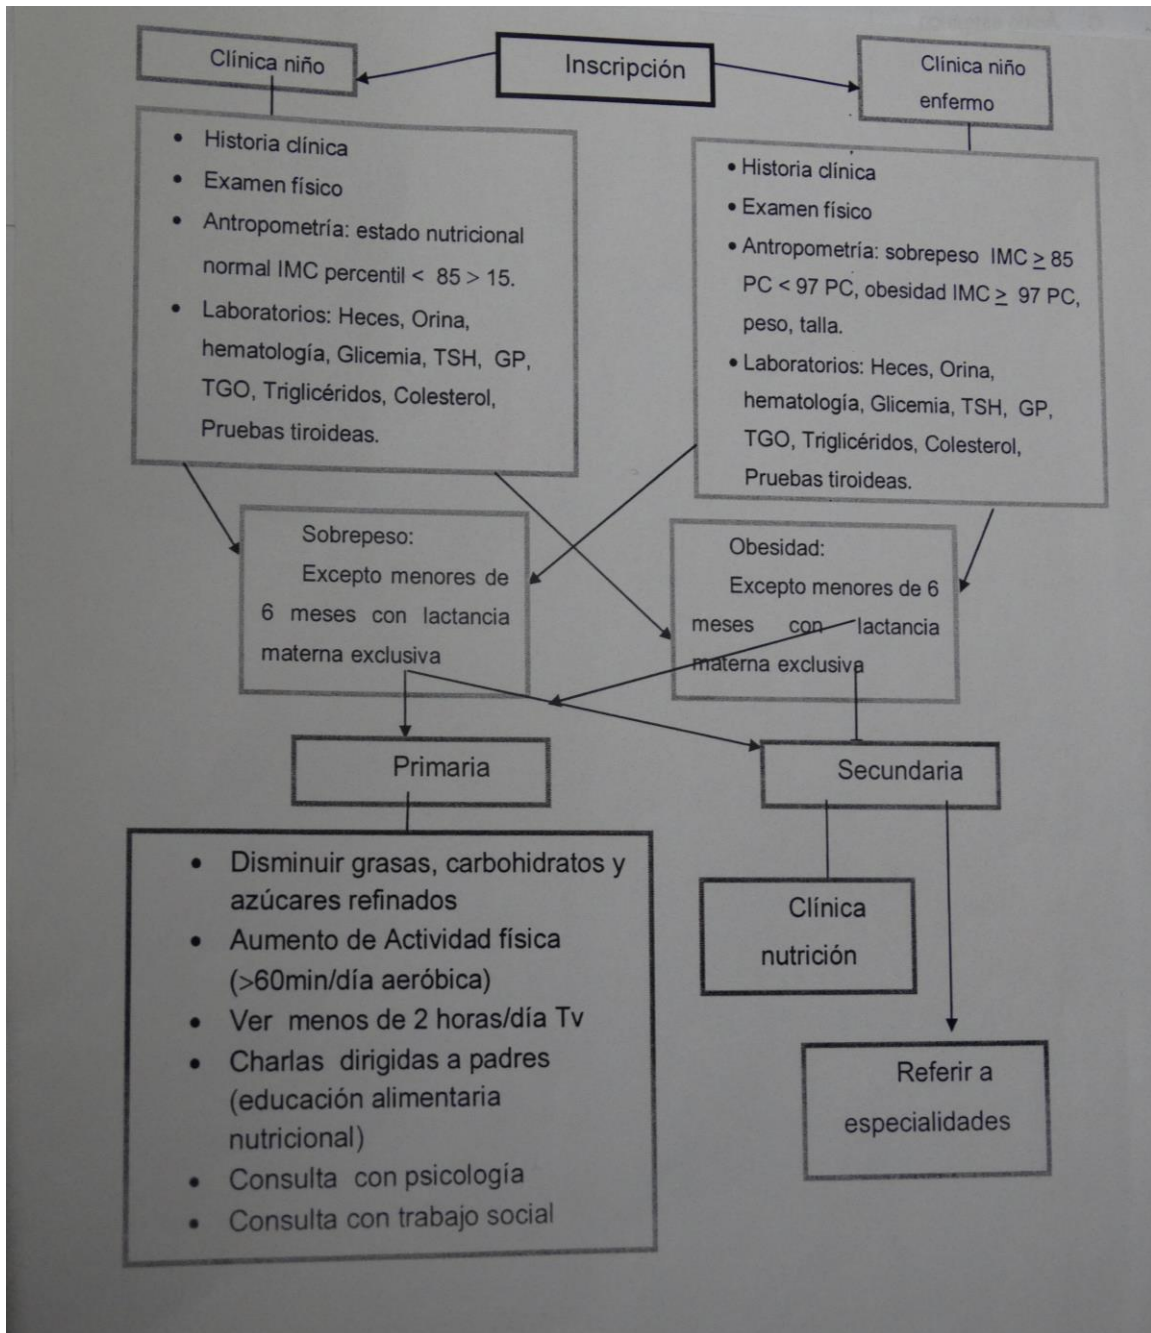 Inscripción
Clínica niño
Clínica niño
enfermo
• Historia clínica
• Examen físico
• Antropometría: estado nutricional
normal IMC percentil < 85 > 15.
• Laboratorios: Heces, Orina,
hematología, Glicemia, TSH, GP,
TGO, Triglicéridos, Colesterol,
Pruebas tiroideas.
• Historia clínica
• Examen físico
• Antropometría: sobrepeso IMC ≥ 85
PC < 97 PC, obesidad IMC ≥ 97 PC,
peso, talla.
• Laboratorios: Heces, Orina,
hematología, Glicemia, TSH, GP,
TGO, Triglicéridos, Colesterol,
Pruebas tiroideas.
Sobrepeso:
Excepto menores de
6 meses con lactancia
materna exclusiva
Obesidad:
Excepto menores de 6
meses con lactancia
materna exclusiva
Primaria
Secundaria
• Disminuir grasas, carbohidratos y
azúcares refinados
• Aumento de Actividad física
(>60min/día aeróbica)
• Ver menos de 2 horas/día Tv
• Charlas dirigidas a padres
(educación alimentaria
nutricional)
• Consulta con psicología
• Consulta con trabajo social
Clínica
nutrición
Referir a
especialidades